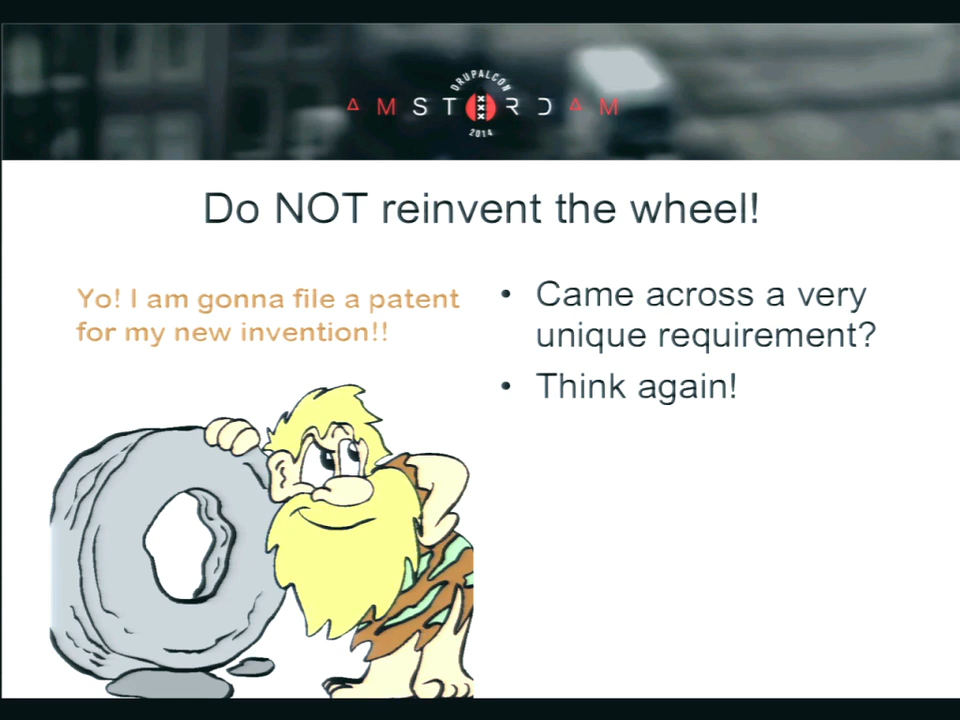 DRUPALCON
AMSTERDAM
2014
Do NOT reinvent the wheel!
Yo! I am gonna file a patent
for my new invention!!
• Came across a very
unique requirement?
• Think again!